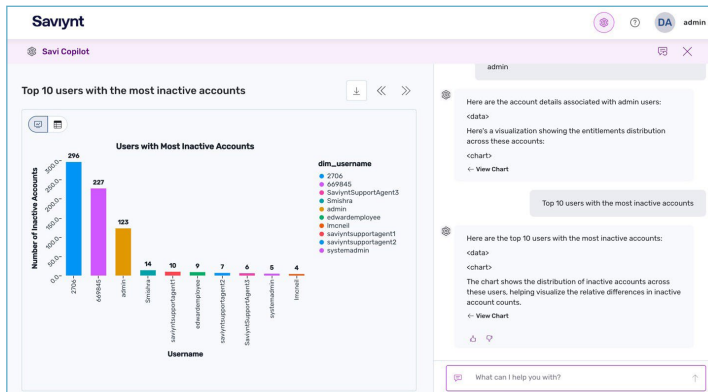 Saviynt
DA
admin
Savi Copilot
Top 10 users with the most inactive accounts
Users with Most Inactive Accounts
Number of Inactive Accounts
300.0
250.0
200.0
150.0
100.0
50.0
0.0
296
227
123
14
10
9
7
6
5
4
2706
669845
admin
Smishra
saviyntsupportagent1
edwardemployee
saviyntsupportagent2
SaviyntSupportAgent3
systemadmin
lmcneil
Username
dim_username
2706
669845
SaviyntSupportAgent3
Smishra
admin
edwardemployee
lmcneil
saviyntsupportagent1
saviyntsupportagent2
systemadmin
admin
Here are the account details associated with admin users:
<data>
Here's a visualization showing the entitlements distribution
across these accounts:
<chart>
← View Chart
Top 10 users with the most inactive accounts
Here are the top 10 users with the most inactive accounts:
<data>
<chart>
The chart shows the distribution of inactive accounts across
these users, helping visualize the relative differences in inactive
account counts.
← View Chart
What can I help you with?